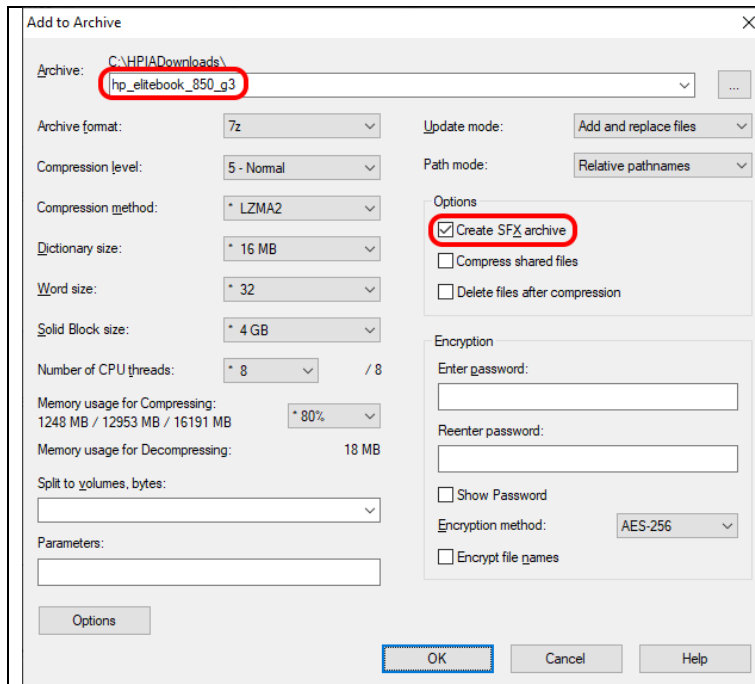 Add to Archive
Archive:
C:\HPIADownloads\
hp_elitebook_850_g3
...
Archive format:
7z
Update mode:
Add and replace files
Compression level:
5 - Normal
Path mode:
Relative pathnames
Compression method:
* LZMA2
Options
Create SFX archive
Dictionary size:
* 16 MB
Compress shared files
Word size:
* 32
Delete files after compression
Solid Block size:
* 4 GB
Encryption
Number of CPU threads:
* 8
/ 8
Enter password:
Memory usage for Compressing:
1248 MB / 12953 MB / 16191 MB
* 80%
Reenter password:
Memory usage for Decompressing:
18 MB
Split to volumes, bytes:
Show Password
Encryption method:
AES-256
Parameters:
Encrypt file names
Options
OK
Cancel
Help